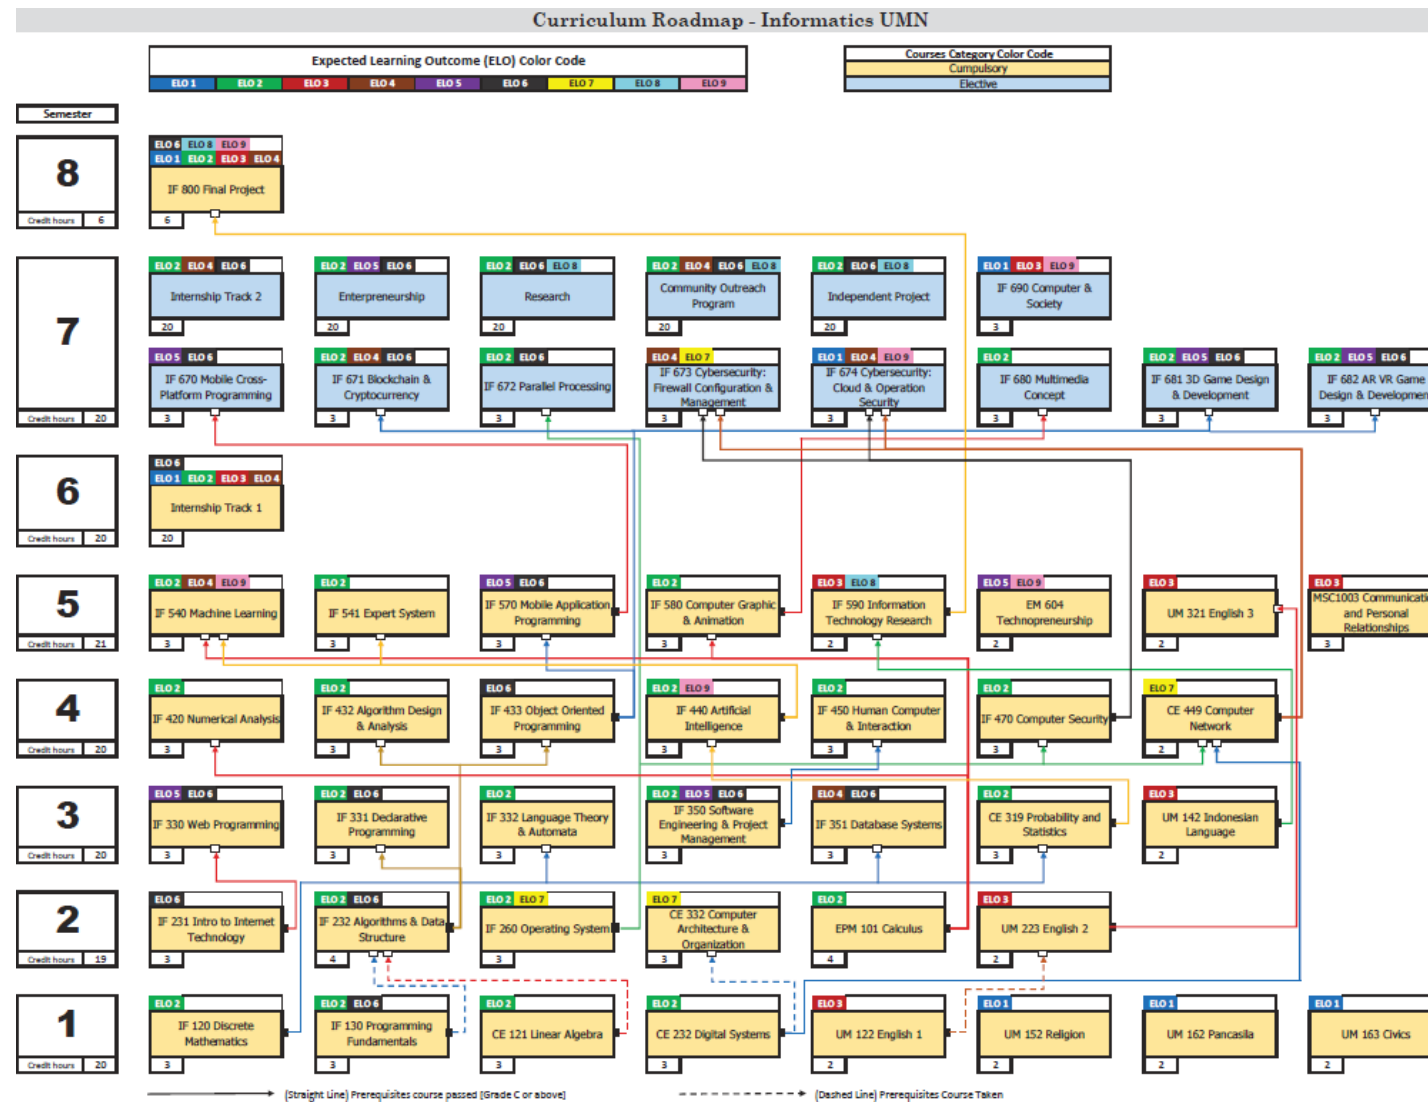 Curriculum Roadmap - Informatics UMN
Expected Learning Outcome (ELO) Color Code
ELO 1 ELO 2 ELO 3 ELO 4 ELO 5 ELO 6 ELO 7 ELO 8 ELO 9
Courses Category Color Code
Cumpulsory
Elective
Semester
8
Credit hours 6
ELO 6 ELO 8 ELO 9
ELO 1 ELO 2 ELO 3 ELO 4
IF 800 Final Project
6
7
Credit hours 20
ELO 2 ELO 4 ELO 6
Internship Track 2
20
ELO 2 ELO 5 ELO 6
Enterpreneurship
20
ELO 2 ELO 6 ELO 8
Research
20
ELO 2 ELO 4 ELO 6 ELO 8
Community Outreach
Program
20
ELO 2 ELO 6 ELO 8
Independent Project
20
ELO 1 ELO 3 ELO 9
IF 690 Computer &
Society
3
ELO 5 ELO 6
IF 670 Mobile Cross-
Platform Programming
3
ELO 2 ELO 4 ELO 6
IF 671 Blockchain &
Cryptocurrency
3
ELO 2 ELO 6
IF 672 Parallel Processing
3
ELO 4 ELO 7
IF 673 Cybersecurity:
Firewall Configuration &
Management
3
ELO 1 ELO 4 ELO 9
IF 674 Cybersecurity:
Cloud & Operation
Security
3
ELO 2
IF 680 Multimedia
Concept
3
ELO 2 ELO 5 ELO 6
IF 681 3D Game Design
& Development
3
ELO 2 ELO 5 ELO 6
IF 682 AR VR Game
Design & Developmen
3
6
Credit hours 20
ELO 6
ELO 1 ELO 2 ELO 3 ELO 4
Internship Track 1
20
5
Credit hours 21
ELO 2 ELO 4 ELO 9
IF 540 Machine Learning
3
ELO 2
IF 541 Expert System
3
ELO 5 ELO 6
IF 570 Mobile Application
Programming
3
ELO 2
IF 580 Computer Graphic
& Animation
3
ELO 3 ELO 8
IF 590 Information
Technology Research
2
ELO 5 ELO 9
EM 604
Technopreneurship
2
ELO 3
UM 321 English 3
2
ELO 3
MSC1003 Communicati
and Personal
Relationships
3
4
Credit hours 20
ELO 2
IF 420 Numerical Analysis
3
ELO 2
IF 432 Algorithm Design
& Analysis
3
ELO 6
IF 433 Object Oriented
Programming
3
ELO 2 ELO 9
IF 440 Artificial
Intelligence
3
ELO 2
IF 450 Human Computer
& Interaction
3
ELO 2
IF 470 Computer Security
3
ELO 7
CE 449 Computer
Network
2
3
Credit hours 20
ELO 5 ELO 6
IF 330 Web Programming
3
ELO 2 ELO 6
IF 331 Declarative
Programming
3
ELO 2
IF 332 Language Theory
& Automata
3
ELO 2 ELO 5 ELO 6
IF 350 Software
Engineering & Project
Management
3
ELO 4 ELO 6
IF 351 Database Systems
3
ELO 2
CE 319 Probability and
Statistics
3
ELO 3
UM 142 Indonesian
Language
2
2
Credit hours 19
ELO 6
IF 231 Intro to Internet
Technology
3
ELO 2 ELO 6
IF 232 Algorithms & Data
Structure
4
ELO 2 ELO 7
IF 260 Operating System
3
ELO 7
CE 332 Computer
Architecture &
Organization
3
ELO 2
EPM 101 Calculus
4
ELO 3
UM 223 English 2
2
1
Credit hours 20
ELO 2
IF 120 Discrete
Mathematics
3
ELO 2 ELO 6
IF 130 Programming
Fundamentals
3
ELO 2
CE 121 Linear Algebra
3
ELO 2
CE 232 Digital Systems
3
ELO 3
UM 122 English 1
2
ELO 1
UM 152 Religion
2
ELO 1
UM 162 Pancasila
2
ELO 1
UM 163 Civics
2
(Straight Line) Prerequisites course passed [Grade C or above]
(Dashed Line) Prerequisites Course Taken